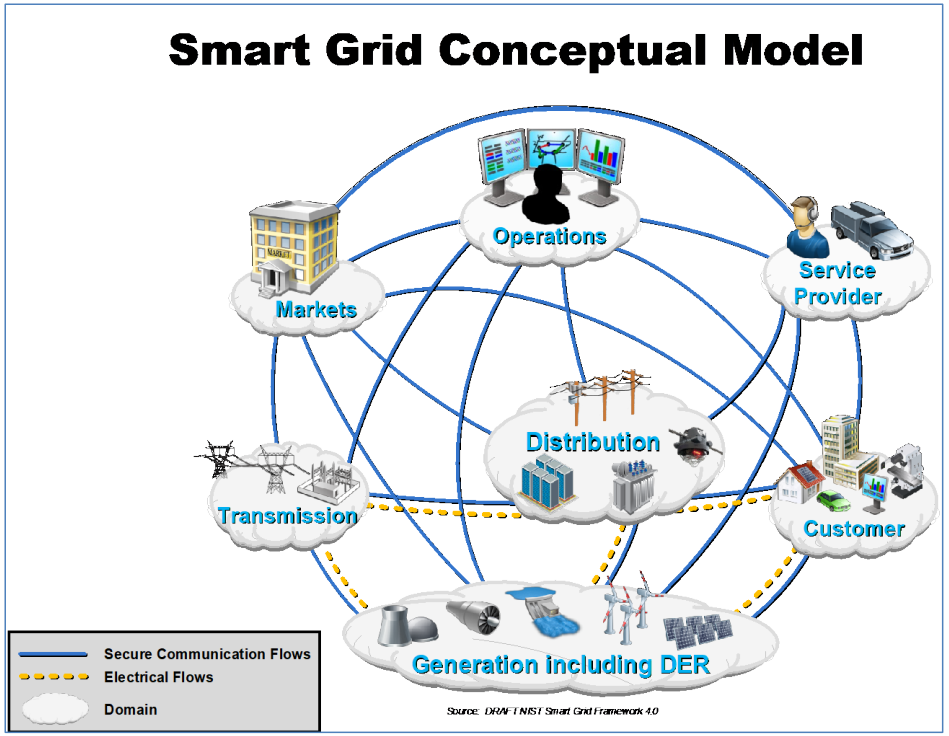 Smart Grid Conceptual Model
Operations
MARKET
Markets
Service
Provider
Distribution
Transmission
Customer
Generation including DER
Secure Communication Flows
Electrical Flows
Domain
Source: DRAFT NIST Smart Grid Framework 4.0